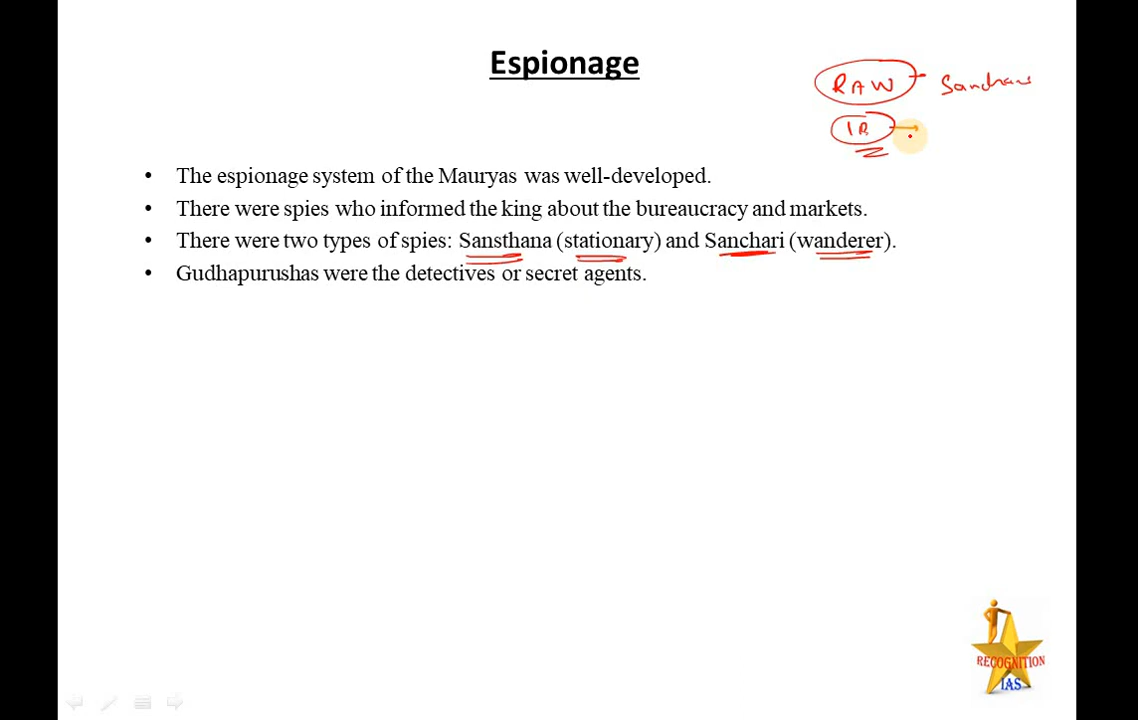 Espionage
RAW Sanchari
IB
• The espionage system of the Mauryas was well-developed.
• There were spies who informed the king about the bureaucracy and markets.
• There were two types of spies: Sansthana (stationary) and Sanchari (wanderer).
• Gudhapurushas were the detectives or secret agents.
RECOGNITION
IAS